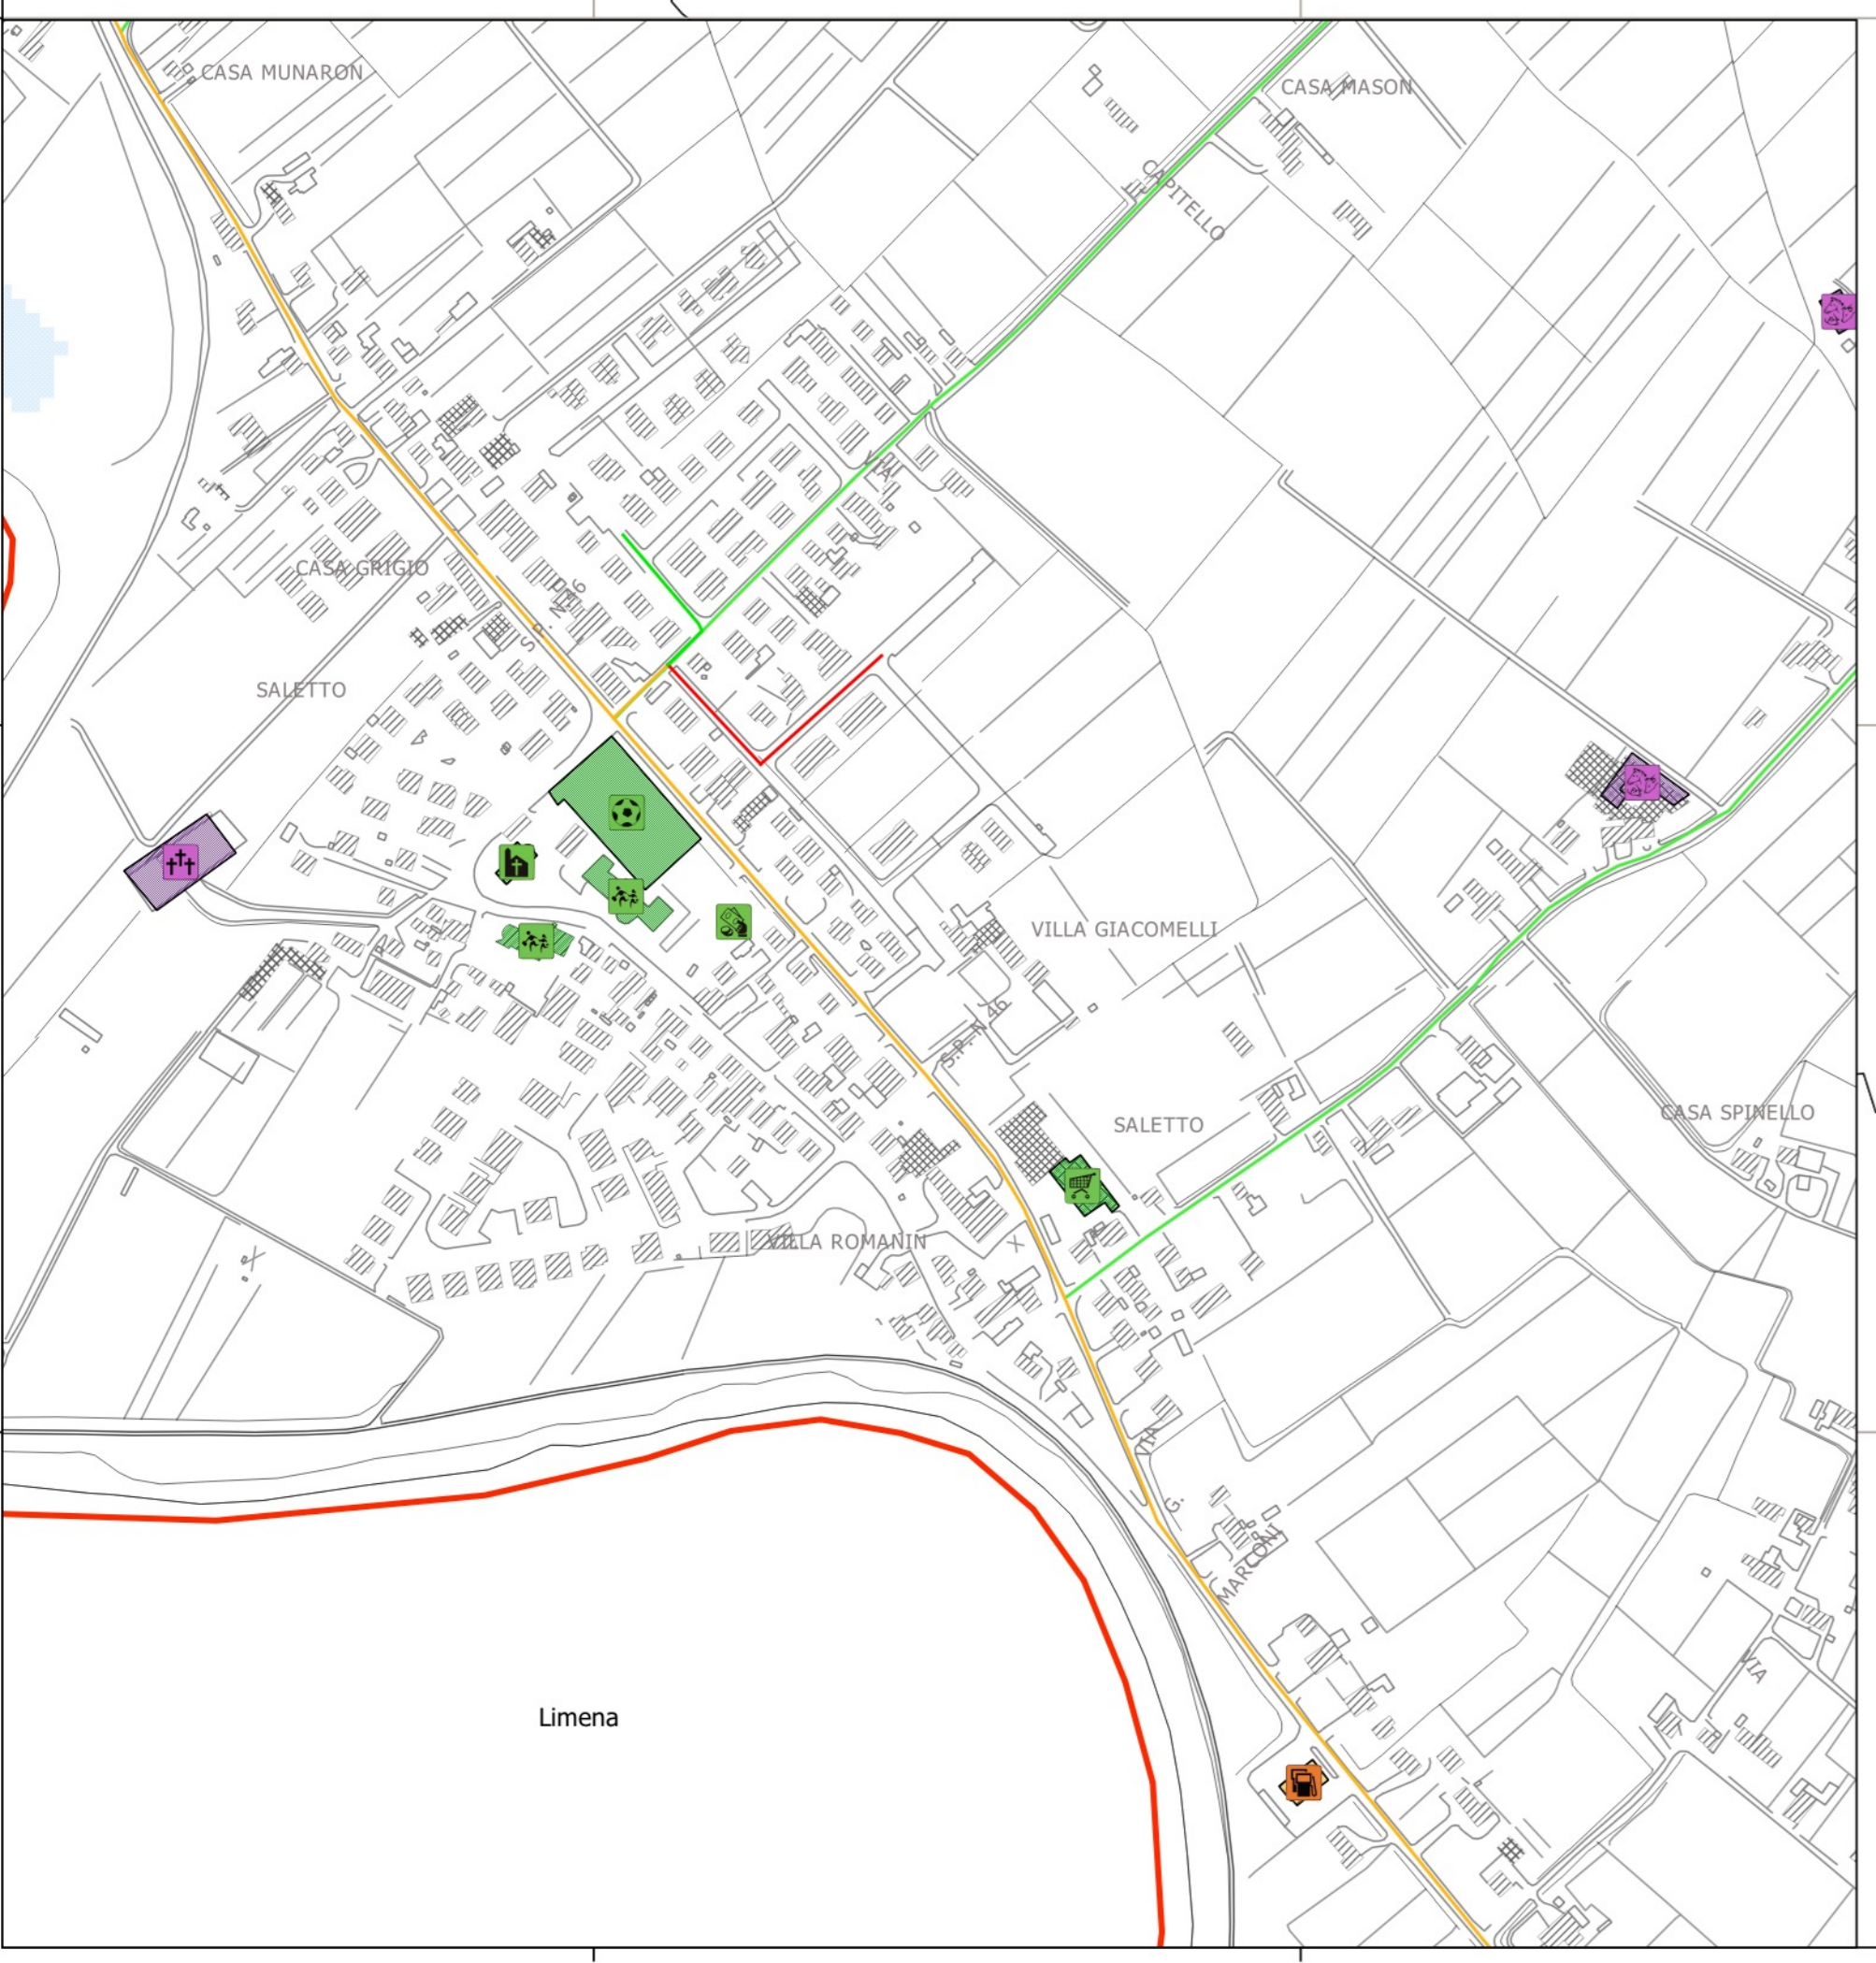 CASA MUNARON
CASA MASON
CAPITELLO
VIA
CASA GRIGIO
S.P. N.46
SALETTO
VILLA GIACOMELLI
S.P. N.46
SALETTO
CASA SPINELLO
VILLA ROMANIN
VIA
G.
MARCONI
VIA
Limena